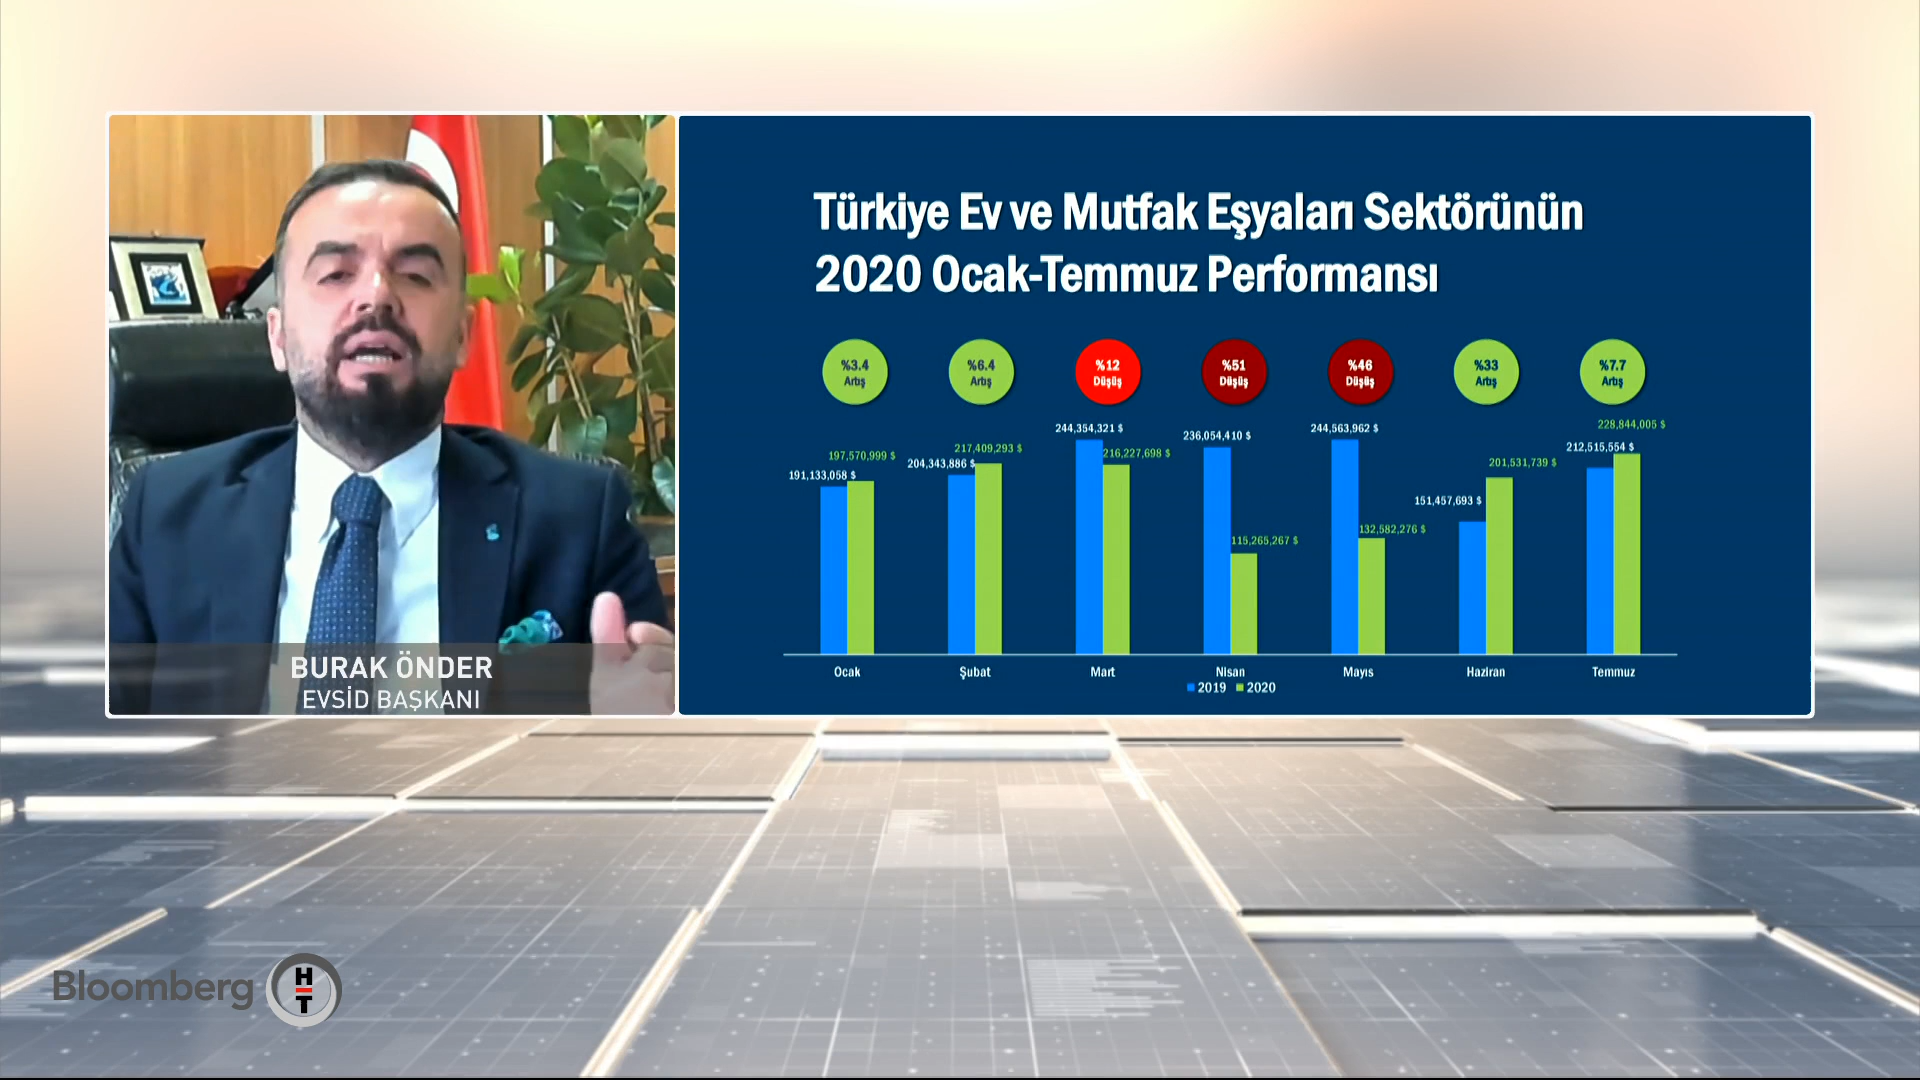 Türkiye Ev ve Mutfak Eşyaları Sektörünün
2020 Ocak-Temmuz Performansı
%3.4
Artış
%6.4
Artış
%12
Düşüş
%51
Düşüş
%46
Düşüş
%33
Artış
%7.7
Artış
191,133,058 $
197,570,999 $
204,343,886 $
217,409,293 $
244,354,321 $
216,227,698 $
236,054,410 $
115,265,267 $
244,563,962 $
132,582,276 $
151,457,693 $
201,531,739 $
212,515,554 $
228,844,005 $
Ocak
Şubat
Mart
Nisan
Mayıs
Haziran
Temmuz
2019
2020
BURAK ÖNDER
EVSİD BAŞKANI
Bloomberg HT